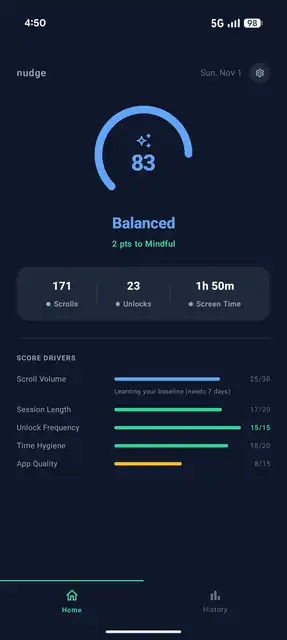 4:50 5G 98
nudge Sun, Nov 1
83
Balanced
2 pts to Mindful
171 23 1h 50m
Scrolls Unlocks Screen Time
SCORE DRIVERS
Scroll Volume 25/30
Learning your baseline (needs 7 days)
Session Length 17/20
Unlock Frequency 15/15
Time Hygiene 18/20
App Quality 8/15
Home History